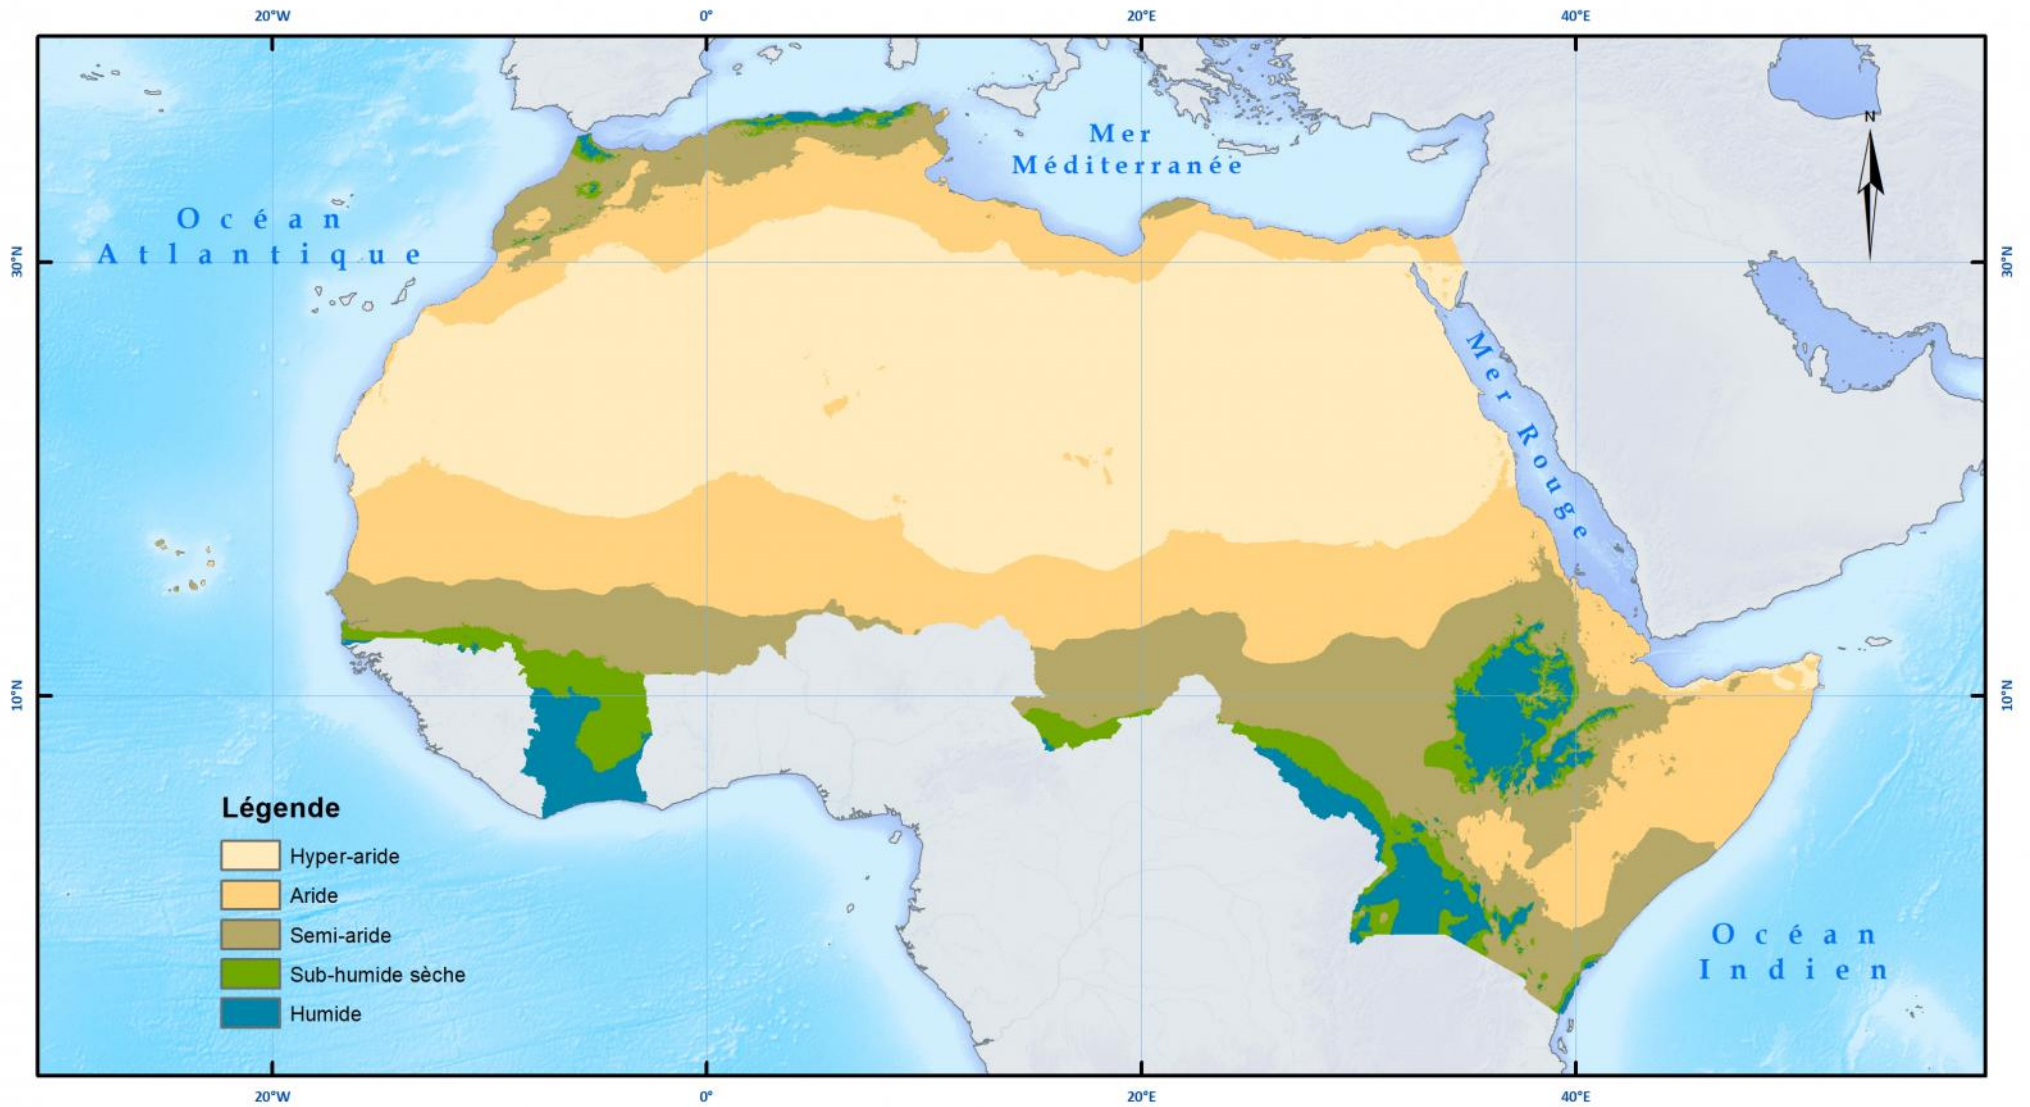 20°W 0° 20°E 40°E
N
Mer
Méditerranée
Océan
Atlantique
30°N 30°N
Mer Rouge
10°N 10°N
Légende
Hyper-aride
Aride
Semi-aride
Sub-humide sèche
Humide
Océan
Indien
20°W 0° 20°E 40°E